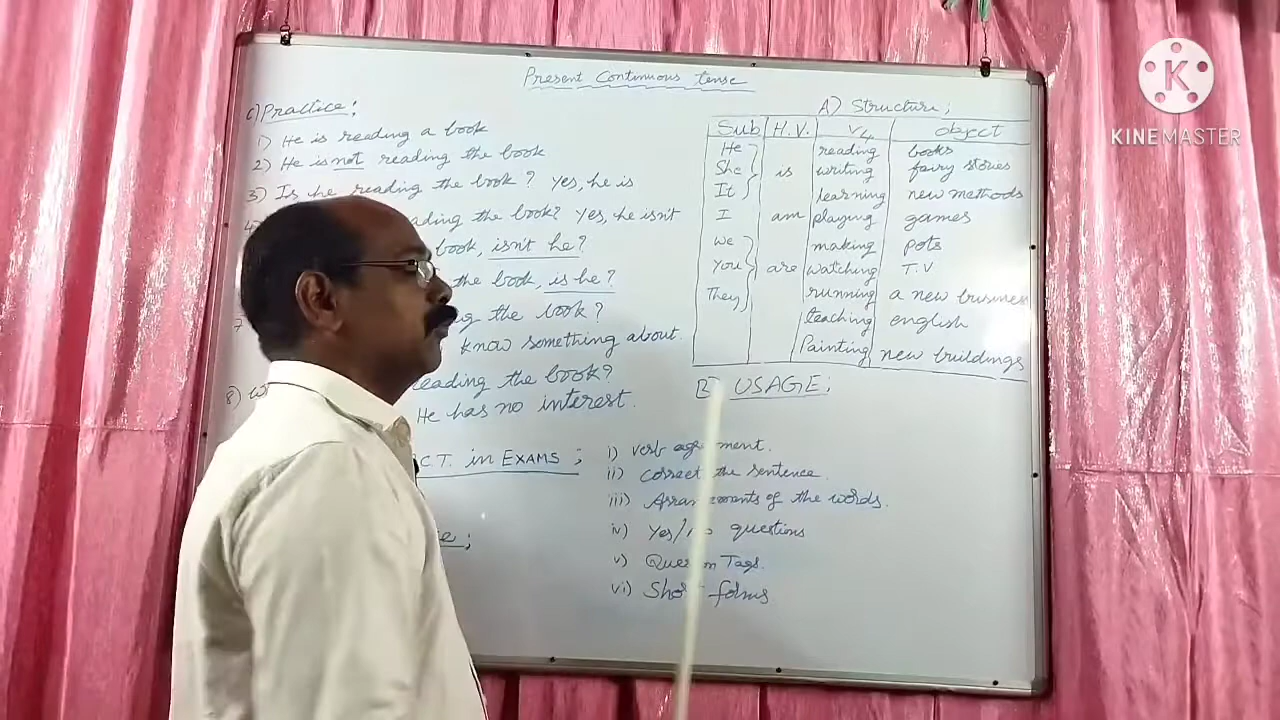 Present Continuous tense
C) Practice;
1) He is reading a book
2) He is not reading the book
3) Is he reading the book? Yes, he is
reading the book? Yes, he isn't
book, isn't he?
the book, is he?
7
the book?
know something about
8)
reading the book?
He has no interest.
C.T. in EXAMS;
A) Structure;
Sub H.V. V4 object
He reading books
She is writing fairy stories
It learning new methods
I am playing games
We making pots
You are watching T.V
They running a new business
teaching english
Painting new buildings
B) USAGE;
i) verb agreement.
ii) Correct the sentence
iii) Arrangements of the words.
iv) Yes/no questions
v) Question Tags.
vi) Short forms
KINEMASTER